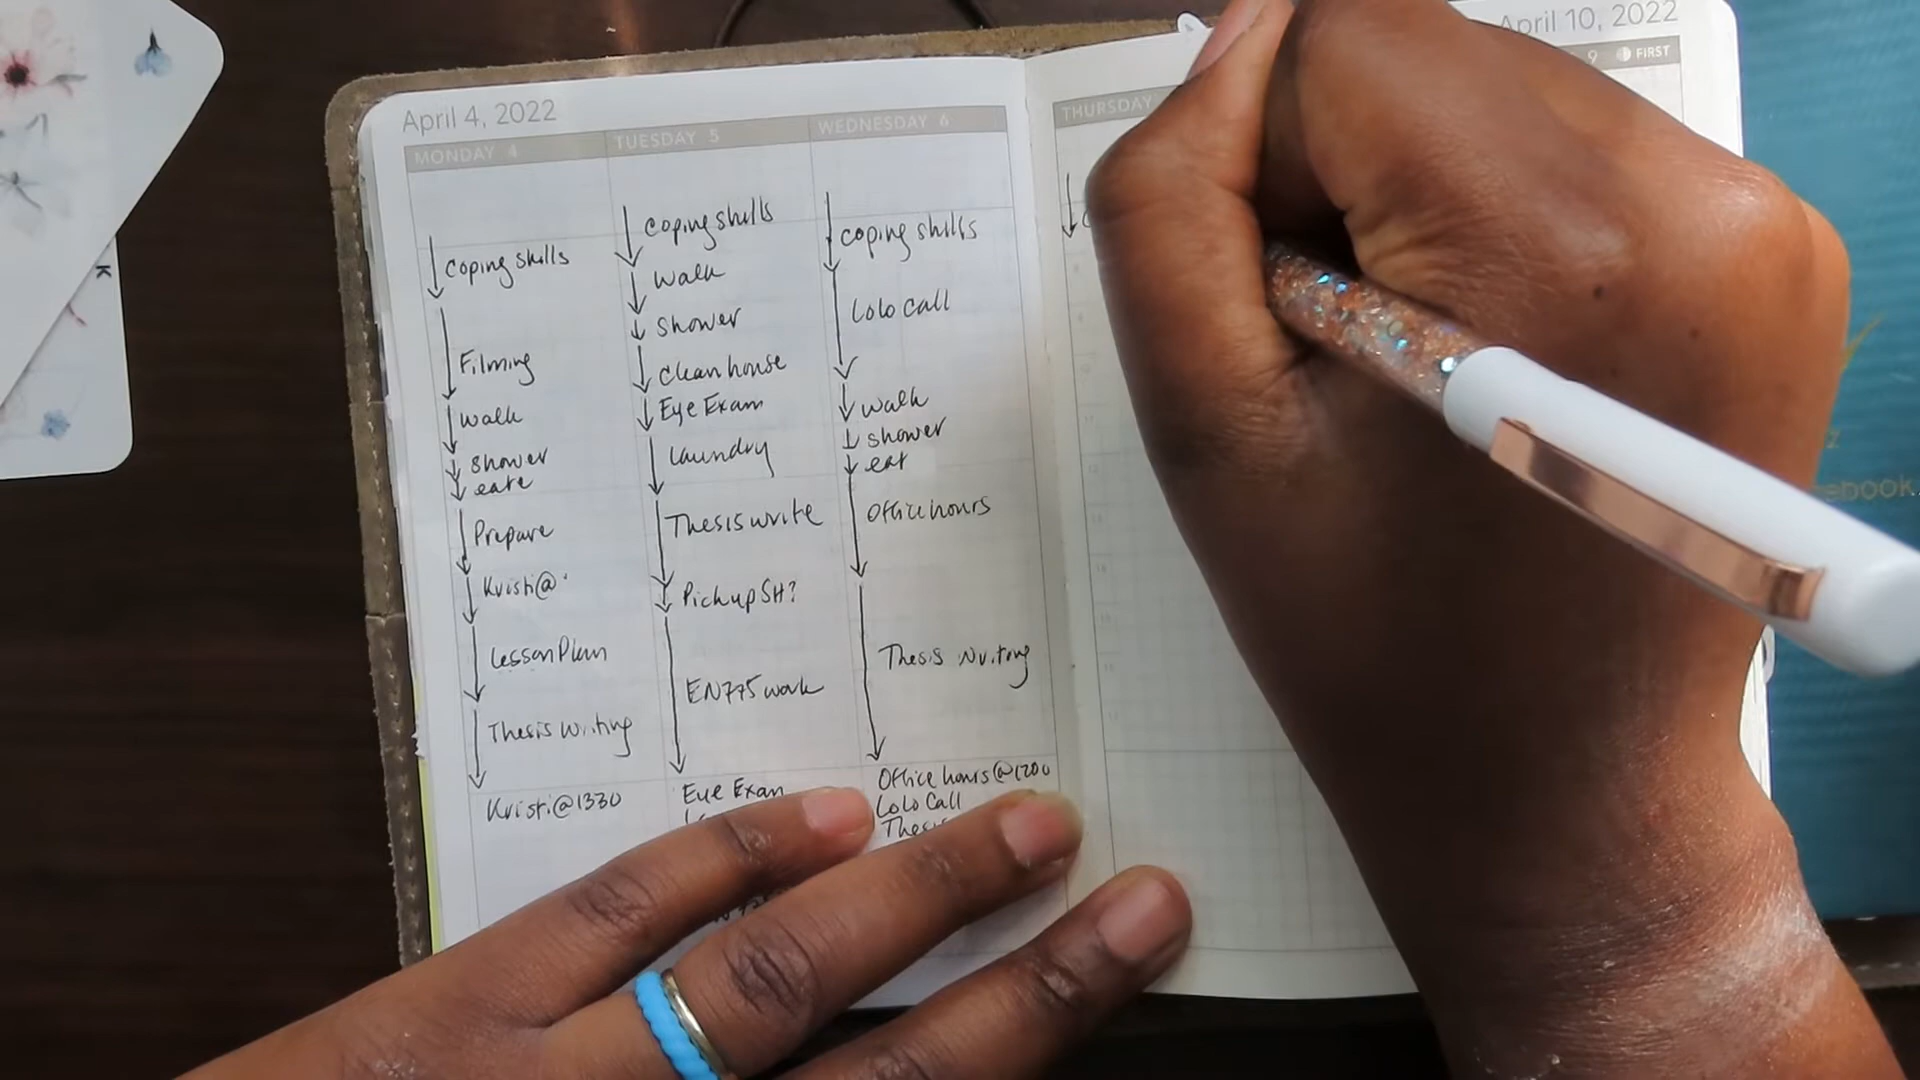 April 4, 2022
MONDAY 4
coping skills
Filming
walk
shower
eate
Prepare
Kristi@
Lesson Plan
Thesis writing
Kristi@1330
TUESDAY 5
coping skills
walk
shower
clean house
Eye Exam
laundry
Thesis write
Pickup SH?
EN775 work
Eye Exam
WEDNESDAY 6
coping skills
Lolo call
walk
shower
eat
Office hours
Thesis Writing
Office hours@1200
Lolo Call
THURSDAY
April 10, 2022
9 FIRST
K